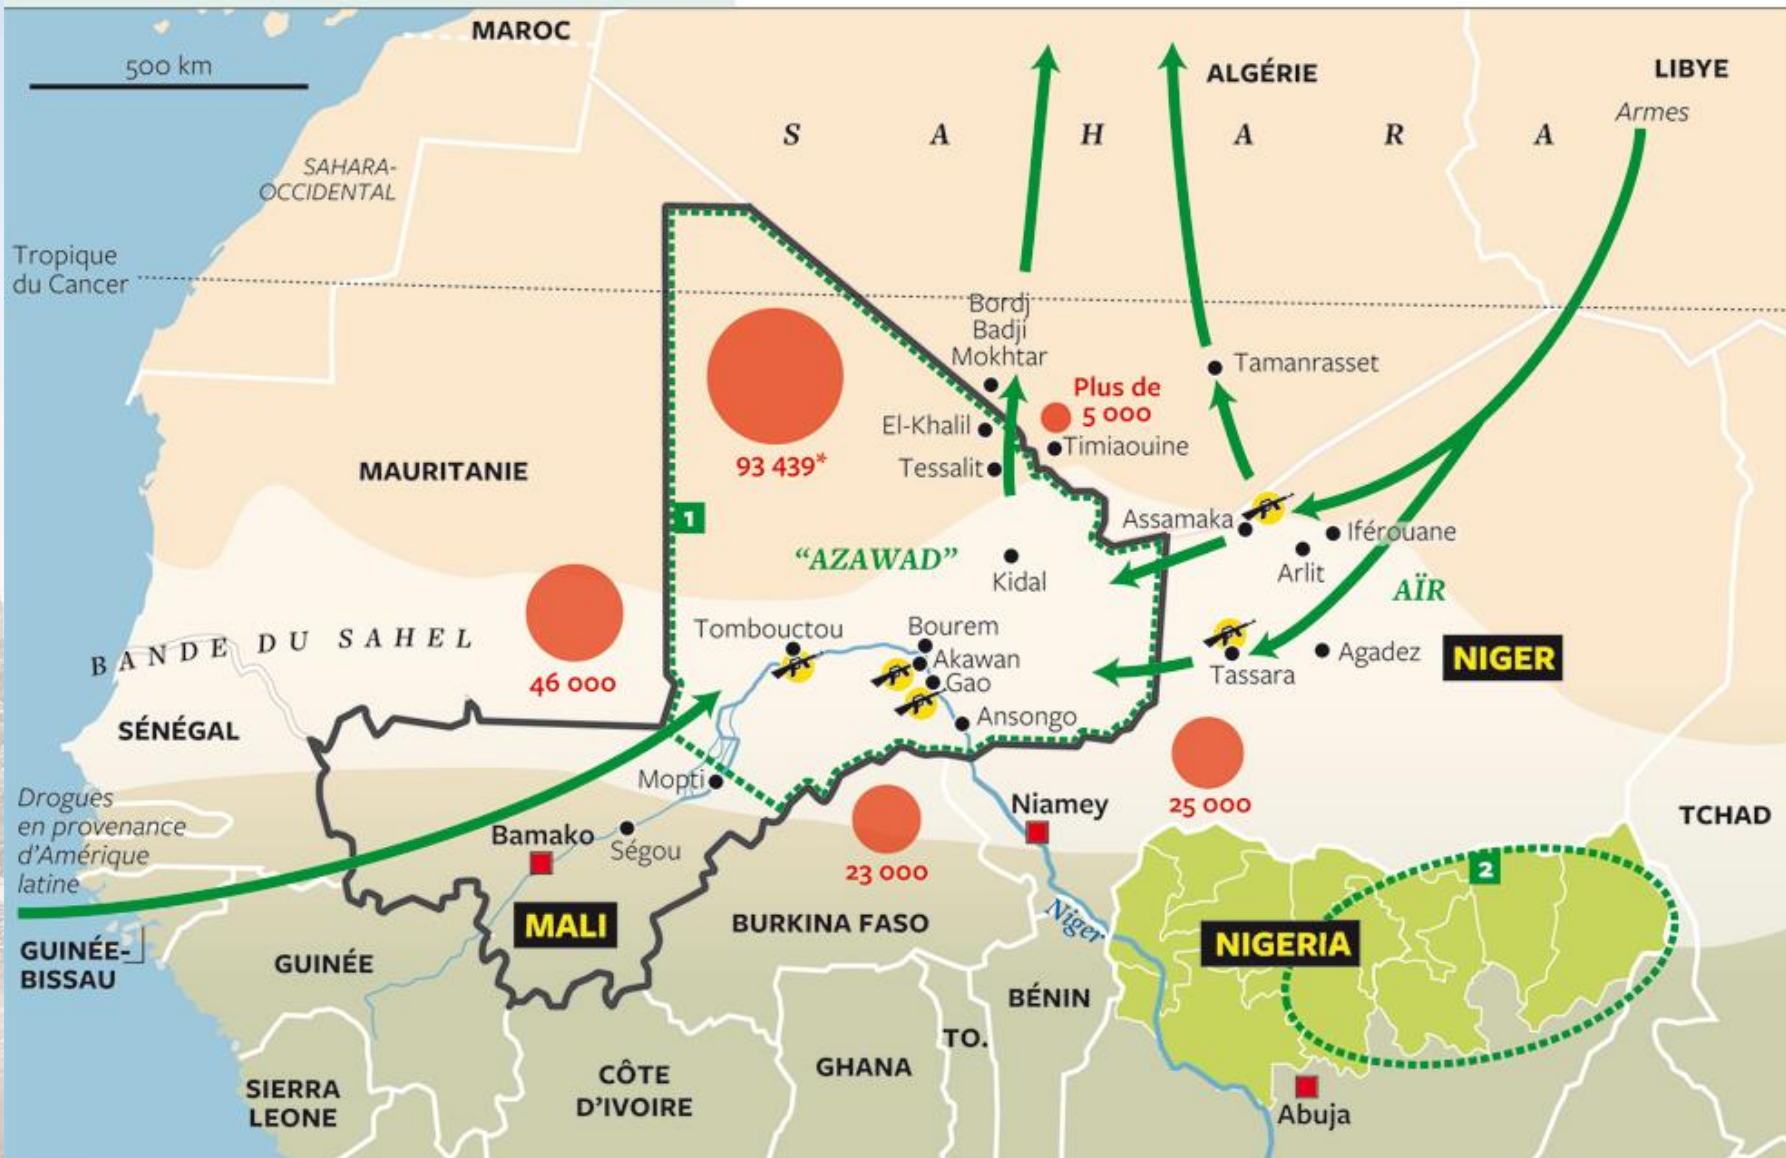 MAROC
500 km
ALGÉRIE
LIBYE
Armes
S A H A R A
SAHARA-
OCCIDENTAL
Tropique
du Cancer
Bordj
Badji
Mokhtar
Tamanrasset
Plus de
5 000
El-Khalil
Timiaouine
Tessalit
93 439*
MAURITANIE
1
Assamaka
Iférouane
"AZAWAD"
Kidal
Arlit
AÏR
BANDE DU SAHEL
Tombouctou
Bourem
Akawan
Gao
Agadez
NIGER
Tassara
46 000
Ansongo
SÉNÉGAL
Mopti
Drogues
en provenance
d'Amérique
latine
Niamey
25 000
TCHAD
Bamako
Ségou
23 000
2
MALI
BURKINA FASO
Niger
NIGERIA
GUINÉE-
BISSAU
GUINÉE
BÉNIN
TO.
GHANA
CÔTE
D'IVOIRE
SIERRA
LEONE
Abuja